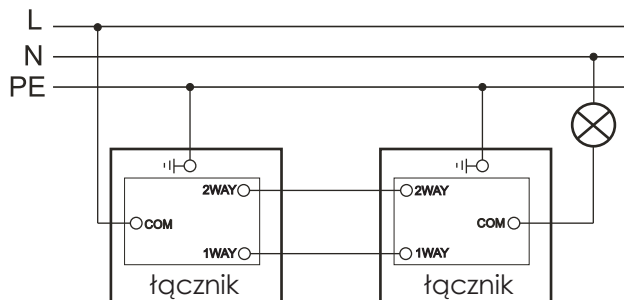 L
N
PE
2WAY 2WAY
COM COM
1WAY 1WAY
łącznik łącznik